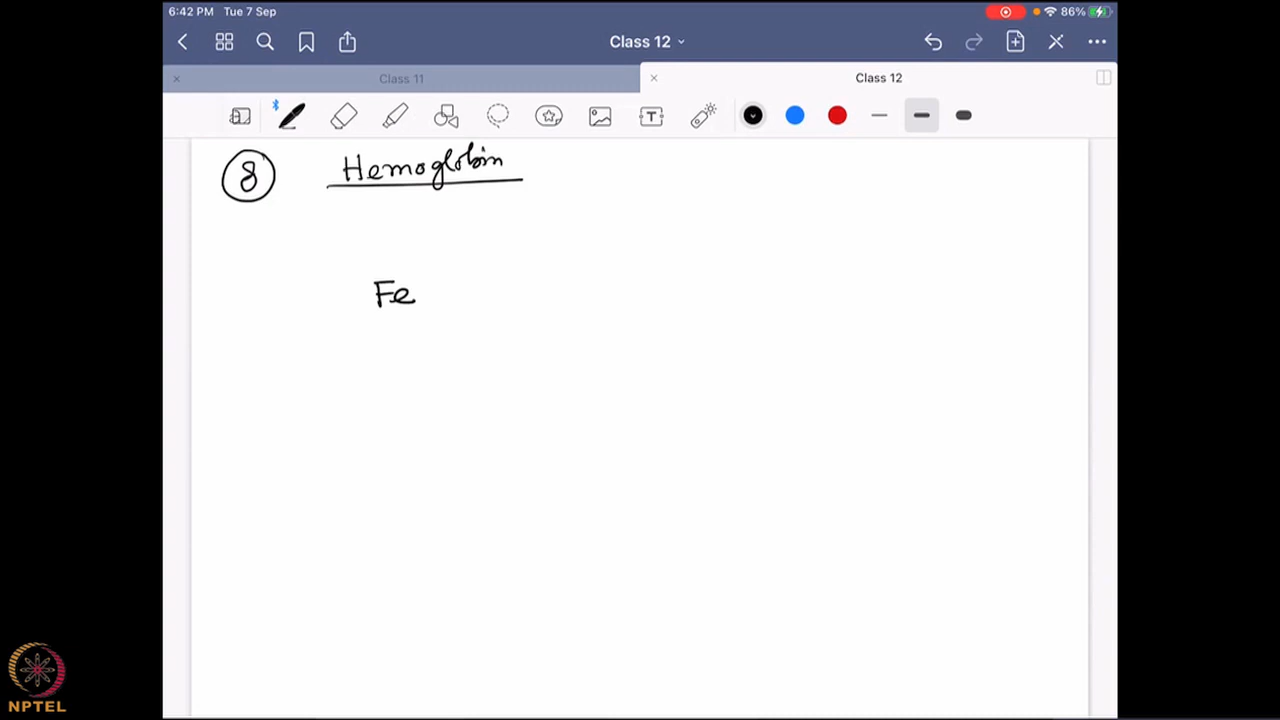 6:42 PM Tue 7 Sep 86%
Class 12
Class 11 Class 12
T
8 Hemoglobin
Fe
NPTEL